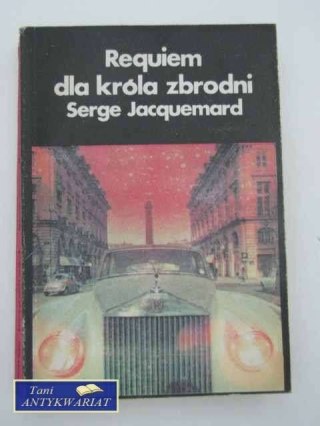 Requiem
dla króla zbrodni
Serge Jacquemard
Tani
ANTYKWARIAT